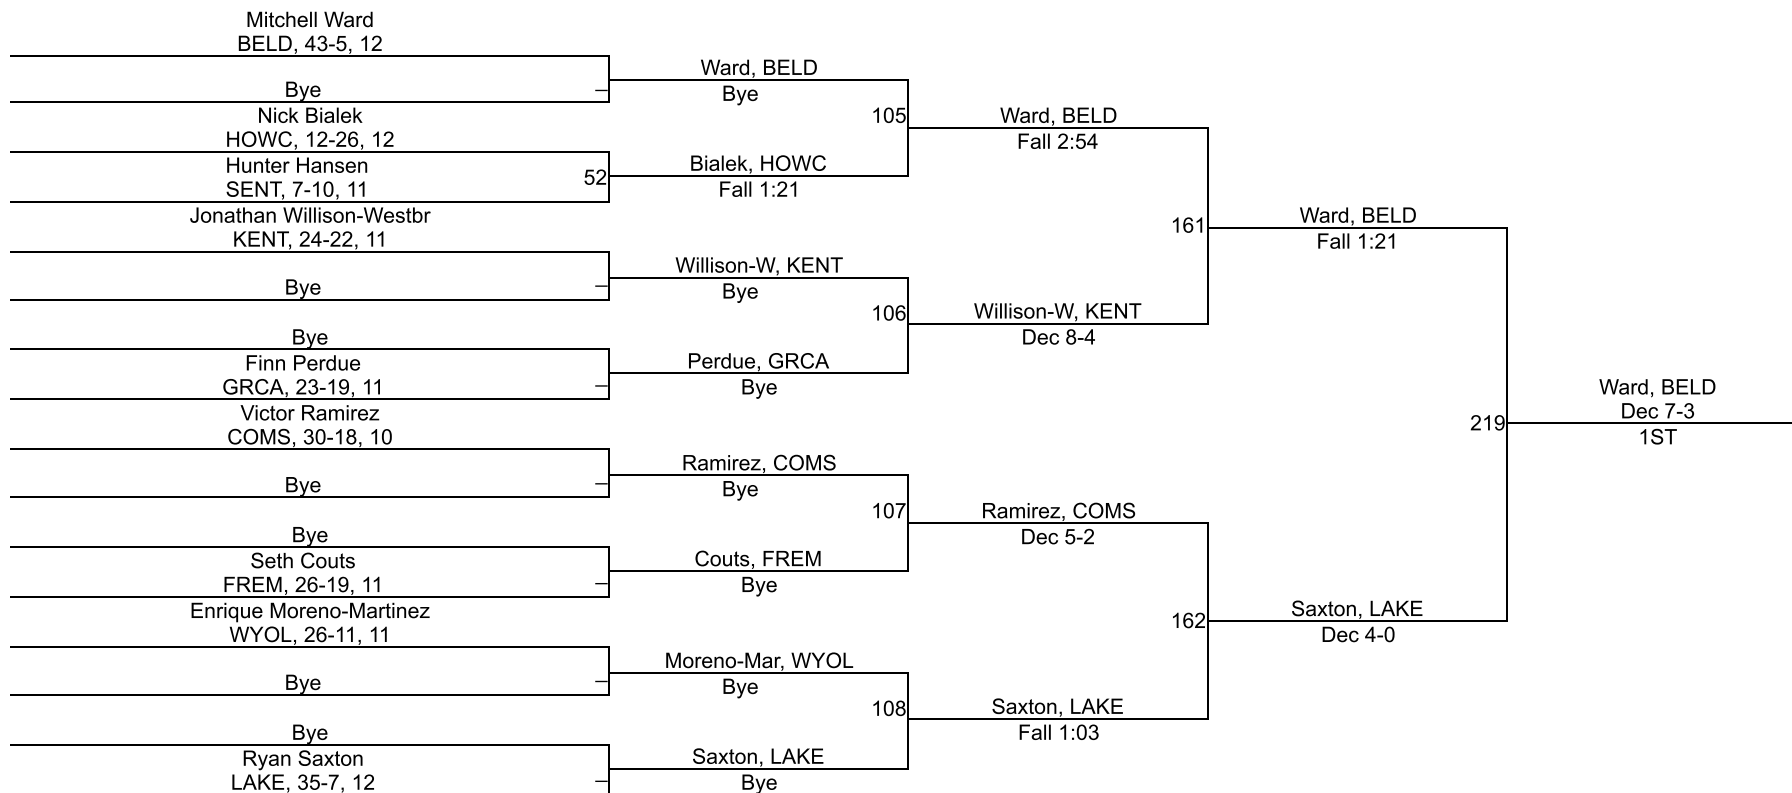 Mitchell Ward
BELD, 43-5, 12
Bye
–
Nick Bialek
HOWC, 12-26, 12
Hunter Hansen
SENT, 7-10, 11
52
Jonathan Willison-Westbr
KENT, 24-22, 11
Bye
–
Bye
Finn Perdue
GRCA, 23-19, 11
–
Victor Ramirez
COMS, 30-18, 10
Bye
–
Bye
Seth Couts
FREM, 26-19, 11
–
Enrique Moreno-Martinez
WYOL, 26-11, 11
Bye
–
Bye
Ryan Saxton
LAKE, 35-7, 12
–
Ward, BELD
Bye
105
Bialek, HOWC
Fall 1:21
Willison-W, KENT
Bye
106
Perdue, GRCA
Bye
Ramirez, COMS
Bye
107
Couts, FREM
Bye
Moreno-Mar, WYOL
Bye
108
Saxton, LAKE
Bye
Ward, BELD
Fall 2:54
161
Willison-W, KENT
Dec 8-4
Ramirez, COMS
Dec 5-2
162
Saxton, LAKE
Fall 1:03
Ward, BELD
Fall 1:21
219
Saxton, LAKE
Dec 4-0
Ward, BELD
Dec 7-3
1ST